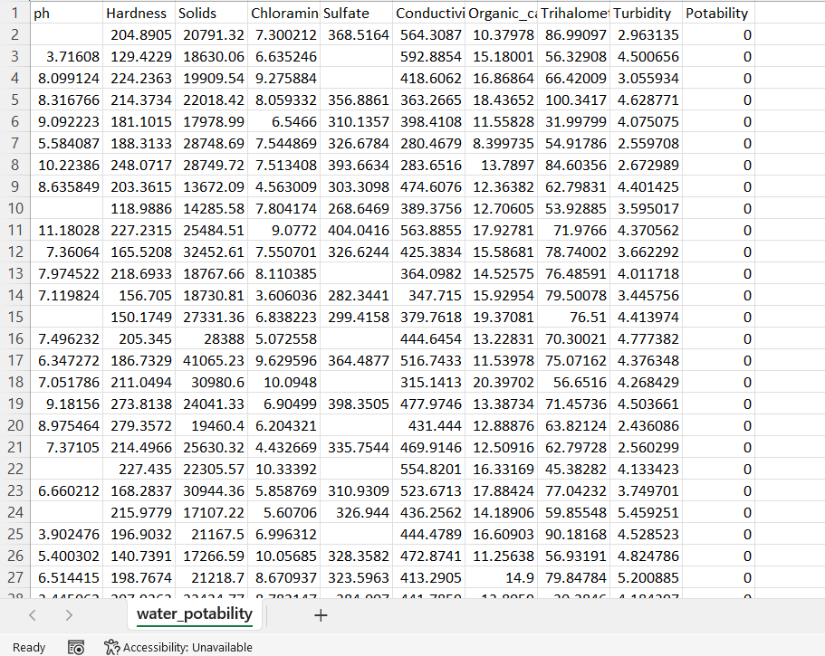 1 ph Hardness Solids Chloramin Sulfate Conductivi Organic_ca Trihalomet Turbidity Potability
2 204.8905 20791.32 7.300212 368.5164 564.3087 10.37978 86.99097 2.963135 0
3 3.71608 129.4229 18630.06 6.635246 592.8854 15.18001 56.32908 4.500656 0
4 8.099124 224.2363 19909.54 9.275884 418.6062 16.86864 66.42009 3.055934 0
5 8.316766 214.3734 22018.42 8.059332 356.8861 363.2665 18.43652 100.3417 4.628771 0
6 9.092223 181.1015 17978.99 6.5466 310.1357 398.4108 11.55828 31.99799 4.075075 0
7 5.584087 188.3133 28748.69 7.544869 326.6784 280.4679 8.399735 54.91786 2.559708 0
8 10.22386 248.0717 28749.72 7.513408 393.6634 283.6516 13.7897 84.60356 2.672989 0
9 8.635849 203.3615 13672.09 4.563009 303.3098 474.6076 12.36382 62.79831 4.401425 0
10 118.9886 14285.58 7.804174 268.6469 389.3756 12.70605 53.92885 3.595017 0
11 11.18028 227.2315 25484.51 9.0772 404.0416 563.8855 17.92781 71.9766 4.370562 0
12 7.36064 165.5208 32452.61 7.550701 326.6244 425.3834 15.58681 78.74002 3.662292 0
13 7.974522 218.6933 18767.66 8.110385 364.0982 14.52575 76.48591 4.011718 0
14 7.119824 156.705 18730.81 3.606036 282.3441 347.715 15.92954 79.50078 3.445756 0
15 150.1749 27331.36 6.838223 299.4158 379.7618 19.37081 76.51 4.413974 0
16 7.496232 205.345 28388 5.072558 444.6454 13.22831 70.30021 4.777382 0
17 6.347272 186.7329 41065.23 9.629596 364.4877 516.7433 11.53978 75.07162 4.376348 0
18 7.051786 211.0494 30980.6 10.0948 315.1413 20.39702 56.6516 4.268429 0
19 9.18156 273.8138 24041.33 6.90499 398.3505 477.9746 13.38734 71.45736 4.503661 0
20 8.975464 279.3572 19460.4 6.204321 431.444 12.88876 63.82124 2.436086 0
21 7.37105 214.4966 25630.32 4.432669 335.7544 469.9146 12.50916 62.79728 2.560299 0
22 227.435 22305.57 10.33392 554.8201 16.33169 45.38282 4.133423 0
23 6.660212 168.2837 30944.36 5.858769 310.9309 523.6713 17.88424 77.04232 3.749701 0
24 215.9779 17107.22 5.60706 326.944 436.2562 14.18906 59.85548 5.459251 0
25 3.902476 196.9032 21167.5 6.996312 444.4789 16.60903 90.18168 4.528523 0
26 5.400302 140.7391 17266.59 10.05685 328.3582 472.8741 11.25638 56.93191 4.824786 0
27 6.514415 198.7674 21218.7 8.670937 323.5963 413.2905 14.9 79.84784 5.200885 0
water_potability
Ready Accessibility: Unavailable